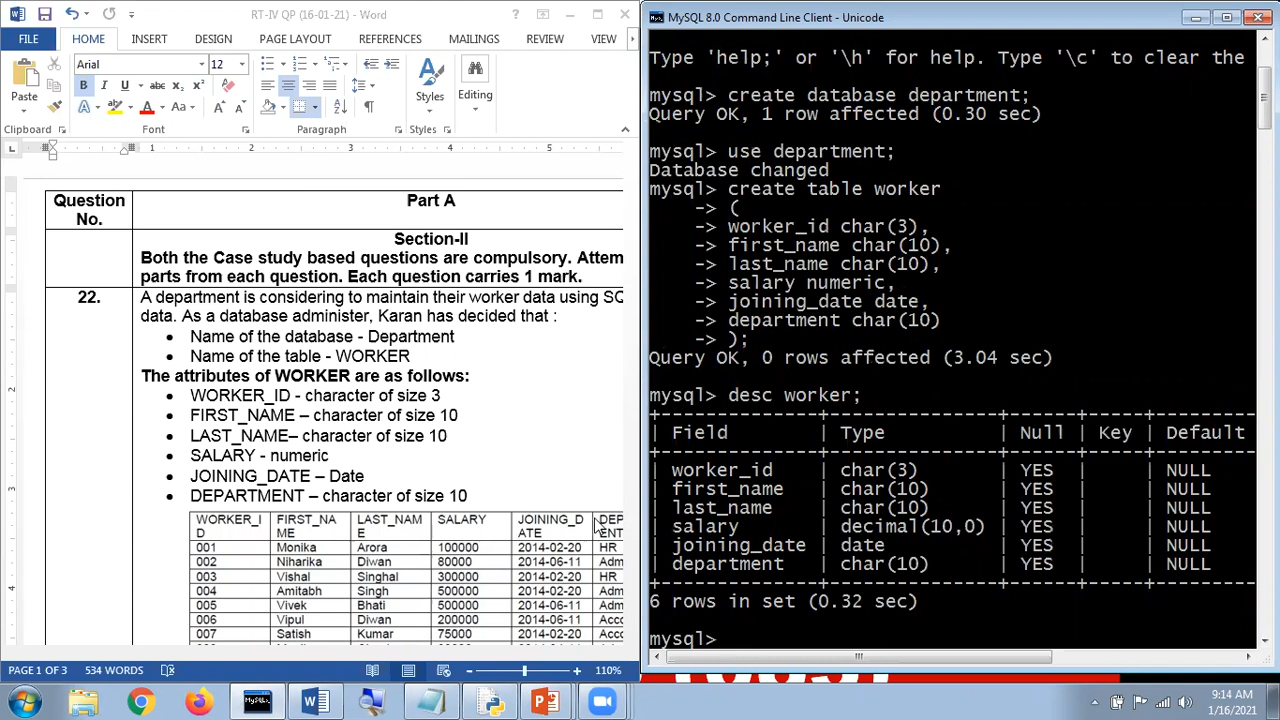 RT-IV QP (16-01-21) - Word
FILE HOME INSERT DESIGN PAGE LAYOUT REFERENCES MAILINGS REVIEW VIEW
Arial 12
Paste Styles Editing
Clipboard Font Paragraph Styles
Question No. Part A
Section-II
Both the Case study based questions are compulsory. Attem
parts from each question. Each question carries 1 mark.
22. A department is considering to maintain their worker data using SQ
data. As a database administer, Karan has decided that :
• Name of the database - Department
• Name of the table - WORKER
The attributes of WORKER are as follows:
• WORKER_ID - character of size 3
• FIRST_NAME – character of size 10
• LAST_NAME– character of size 10
• SALARY - numeric
• JOINING_DATE – Date
• DEPARTMENT – character of size 10
WORKER_ID FIRST_NAME LAST_NAME SALARY JOINING_DATE DEP
ENT
001 Monika Arora 100000 2014-02-20 HR
002 Niharika Diwan 80000 2014-06-11 Adm
003 Vishal Singhal 300000 2014-02-20 HR
004 Amitabh Singh 500000 2014-02-20 Adm
005 Vivek Bhati 500000 2014-06-11 Adm
006 Vipul Diwan 200000 2014-06-11 Acco
007 Satish Kumar 75000 2014-02-20 Acco
PAGE 1 OF 3 534 WORDS 110%
MySQL 8.0 Command Line Client - Unicode
Type 'help;' or '\h' for help. Type '\c' to clear the
mysql> create database department;
Query OK, 1 row affected (0.30 sec)
mysql> use department;
Database changed
mysql> create table worker
-> (
-> worker_id char(3),
-> first_name char(10),
-> last_name char(10),
-> salary numeric,
-> joining_date date,
-> department char(10)
-> );
Query OK, 0 rows affected (3.04 sec)
mysql> desc worker;
| Field | Type | Null | Key | Default
| worker_id | char(3) | YES | | NULL
| first_name | char(10) | YES | | NULL
| last_name | char(10) | YES | | NULL
| salary | decimal(10,0) | YES | | NULL
| joining_date | date | YES | | NULL
| department | char(10) | YES | | NULL
6 rows in set (0.32 sec)
mysql>
9:14 AM
1/16/2021